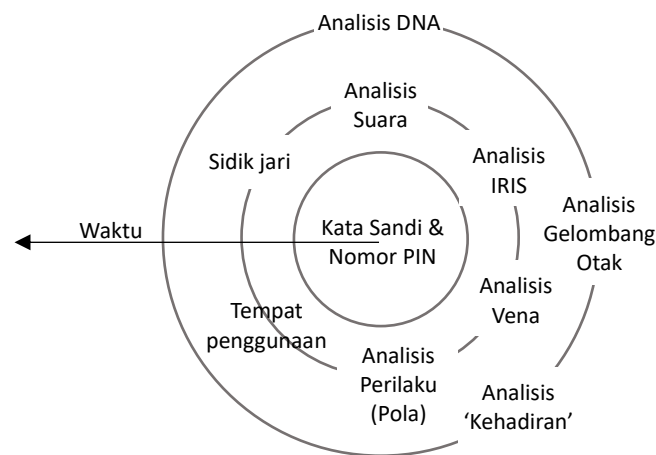 Analisis DNA
Analisis
Suara
Sidik jari
Analisis
IRIS
Analisis
Gelombang
Otak
Waktu
Kata Sandi &
Nomor PIN
Analisis
Vena
Tempat
penggunaan
Analisis
Perilaku
(Pola)
Analisis
‘Kehadiran’